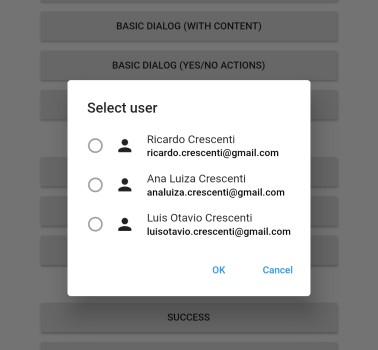 BASIC DIALOG (WITH CONTENT)
BASIC DIALOG (YES/NO ACTIONS)
Select user
Ricardo Crescenti
ricardo.crescenti@gmail.com
Ana Luiza Crescenti
analuiza.crescenti@gmail.com
Luis Otavio Crescenti
luisotavio.crescenti@gmail.com
OK
Cancel
SUCCESS